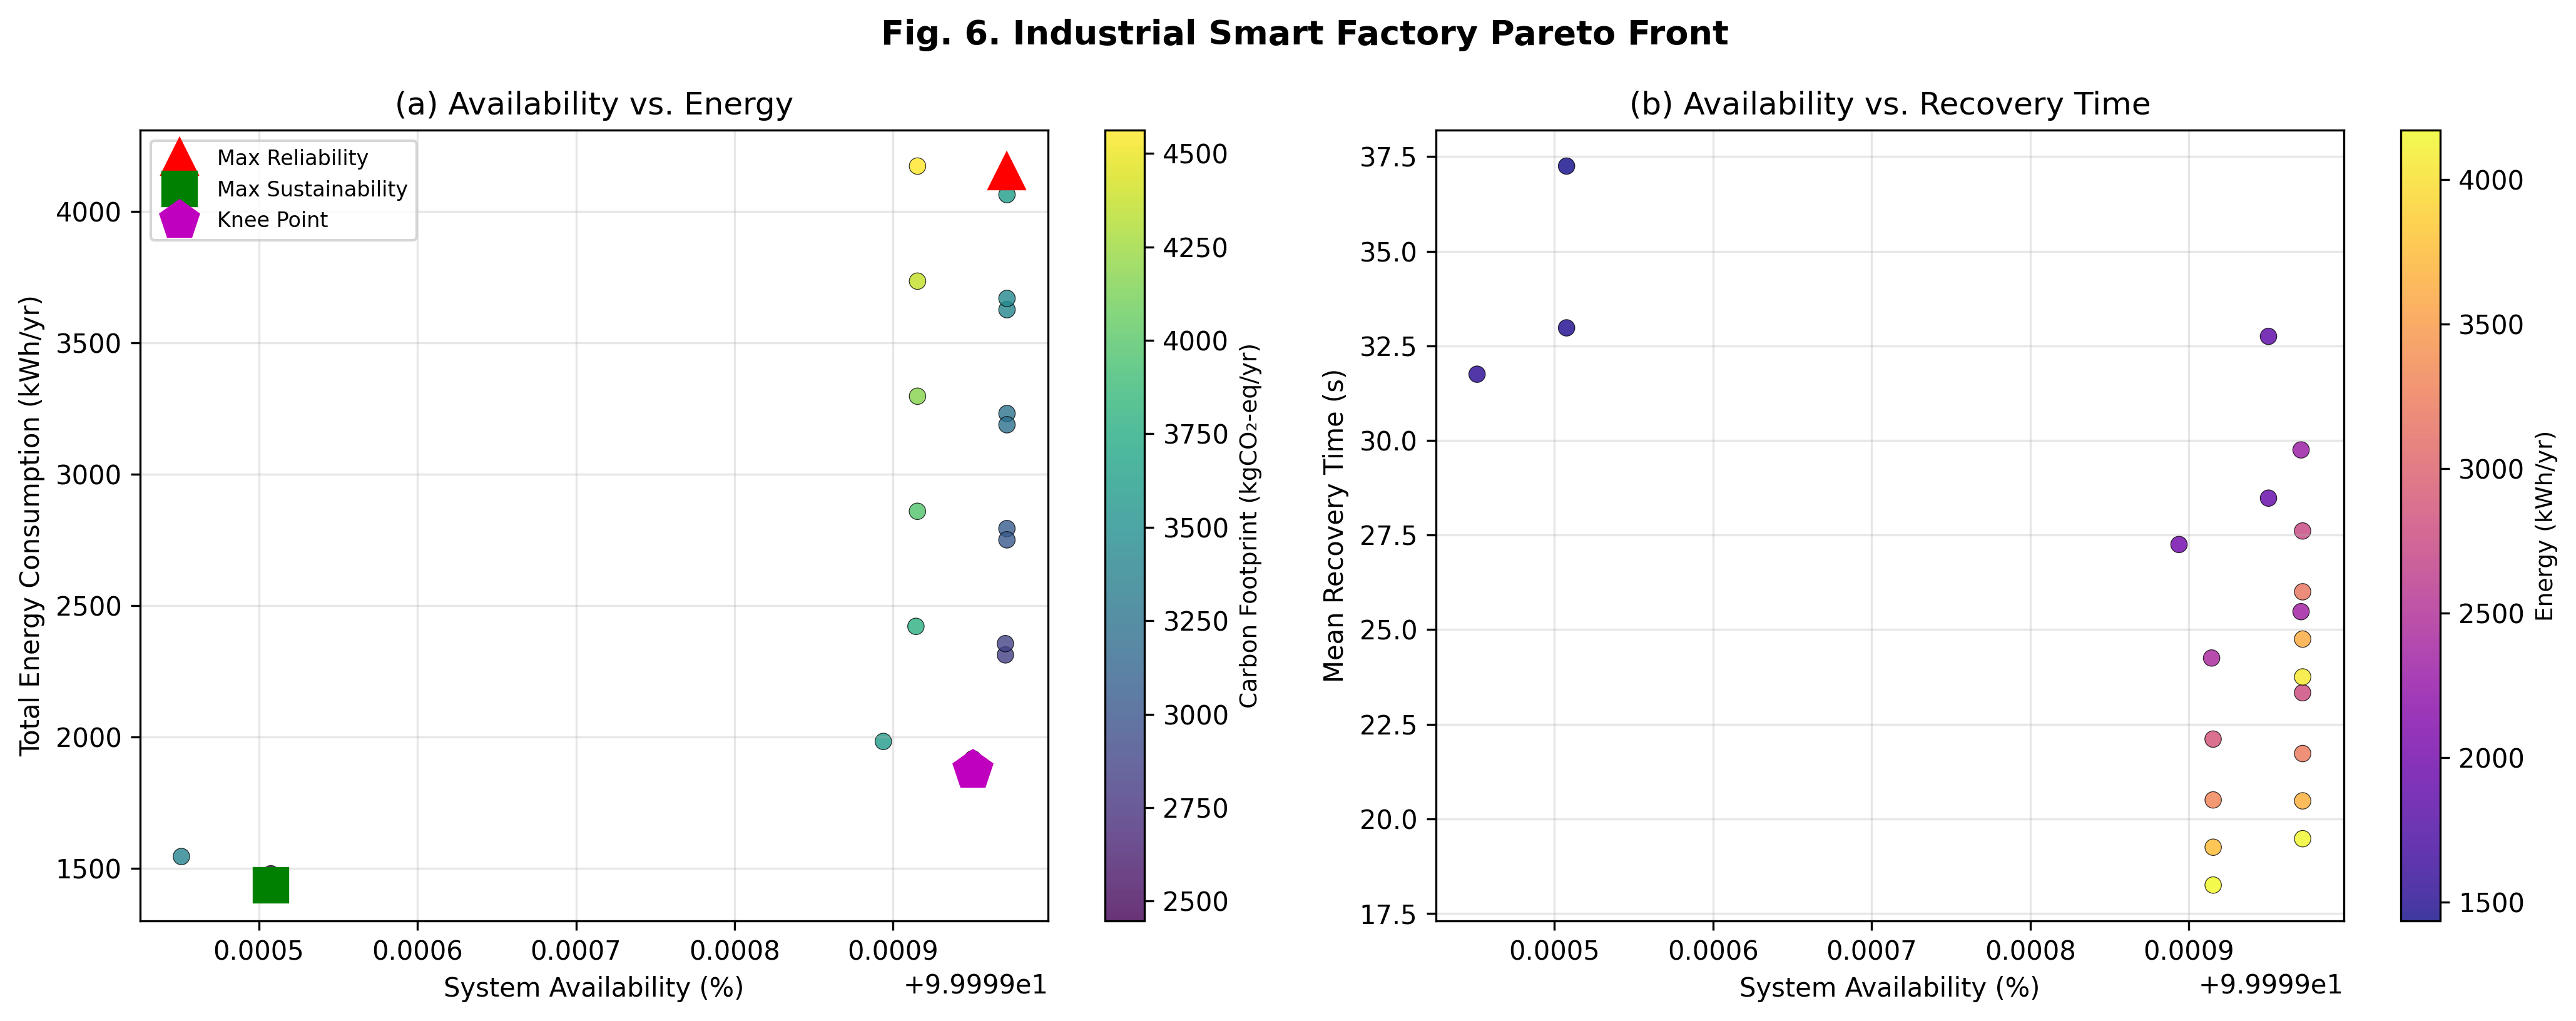 Fig. 6. Industrial Smart Factory Pareto Front
(a) Availability vs. Energy
Max Reliability
Max Sustainability
Knee Point
Total Energy Consumption (kWh/yr)
4000
3500
3000
2500
2000
1500
0.0005 0.0006 0.0007 0.0008 0.0009
+9.9999e1
System Availability (%)
4500
4250
4000
3750
3500
3250
3000
2750
2500
Carbon Footprint (kgCO₂-eq/yr)
(b) Availability vs. Recovery Time
Mean Recovery Time (s)
37.5
35.0
32.5
30.0
27.5
25.0
22.5
20.0
17.5
0.0005 0.0006 0.0007 0.0008 0.0009
+9.9999e1
System Availability (%)
4000
3500
3000
2500
2000
1500
Energy (kWh/yr)